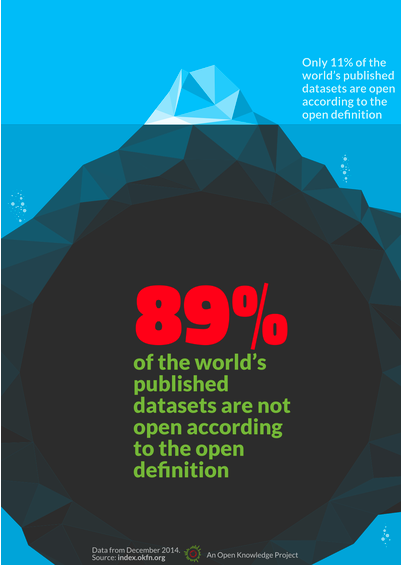 Only 11% of the
world's published
datasets are open
according to the
open definition
89%
of the world's
published
datasets are not
open according
to the open
definition
Data from December 2014.
Source: index.okfn.org
An Open Knowledge Project